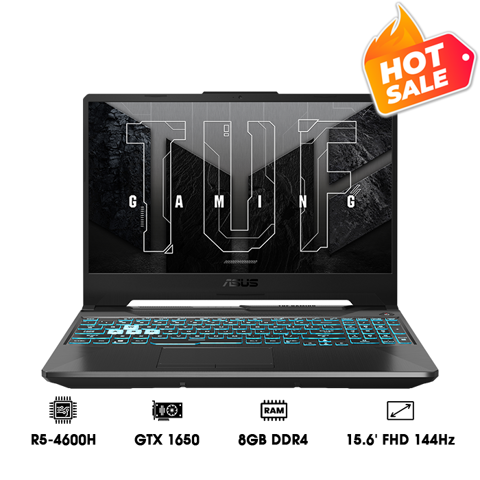 HOT
SALE
TUF
GAMING
ASUS
R5-4600H
GTX 1650
RAM
8GB DDR4
15.6' FHD 144Hz